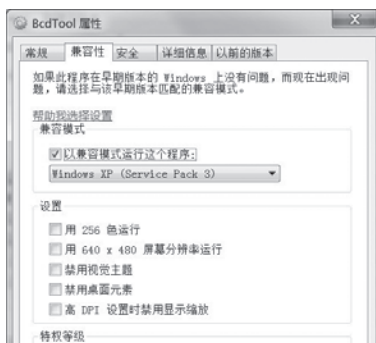 BcdTool 属性
常规 兼容性 安全 详细信息 以前的版本
如果此程序在早期版本的 Windows 上没有问题，而现在出现问
题，请选择与该早期版本匹配的兼容模式。
帮助我选择设置
兼容模式
以兼容模式运行这个程序:
Windows XP (Service Pack 3)
设置
用 256 色运行
用 640 x 480 屏幕分辨率运行
禁用视觉主题
禁用桌面元素
高 DPI 设置时禁用显示缩放
特权等级